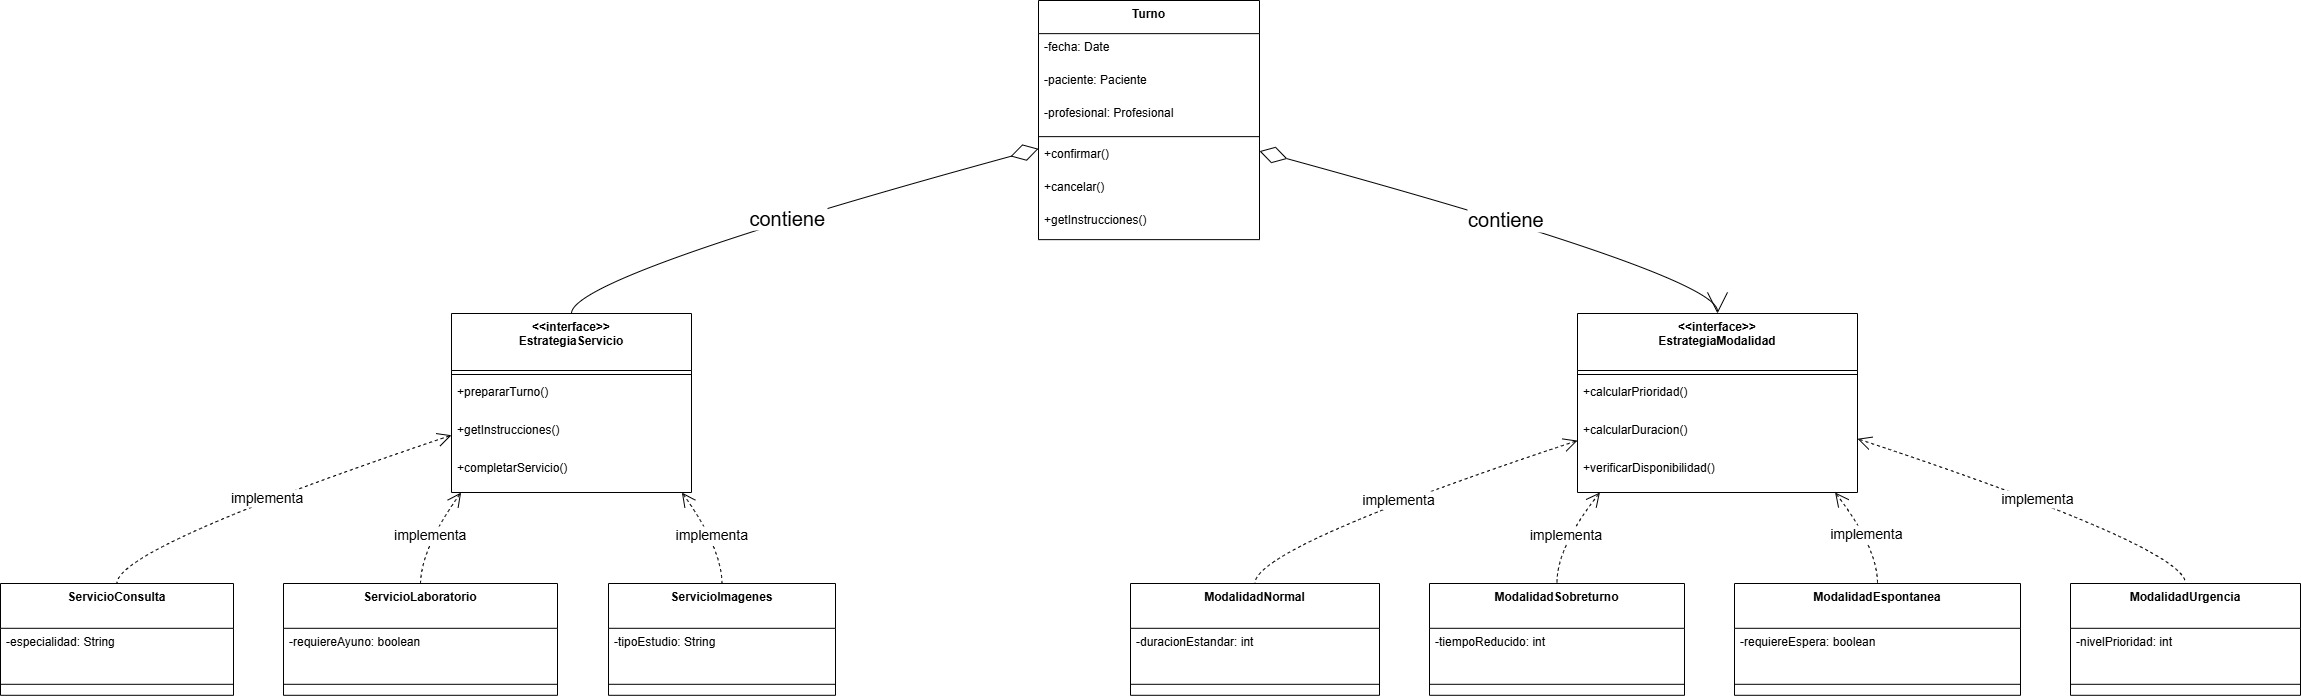 Turno
-fecha: Date
-paciente: Paciente
-profesional: Profesional
+confirmar()
+cancelar()
+getInstrucciones()
contiene
contiene
<<interface>>
EstrategiaServicio
+prepararTurno()
+getInstrucciones()
+completarServicio()
<<interface>>
EstrategiaModalidad
+calcularPrioridad()
+calcularDuracion()
+verificarDisponibilidad()
implementa
implementa
implementa
implementa
implementa
implementa
implementa
ServicioConsulta
-especialidad: String
ServicioLaboratorio
-requiereAyuno: boolean
ServicioImagenes
-tipoEstudio: String
ModalidadNormal
-duracionEstandar: int
ModalidadSobreturno
-tiempoReducido: int
ModalidadEspontanea
-requiereEspera: boolean
ModalidadUrgencia
-nivelPrioridad: int